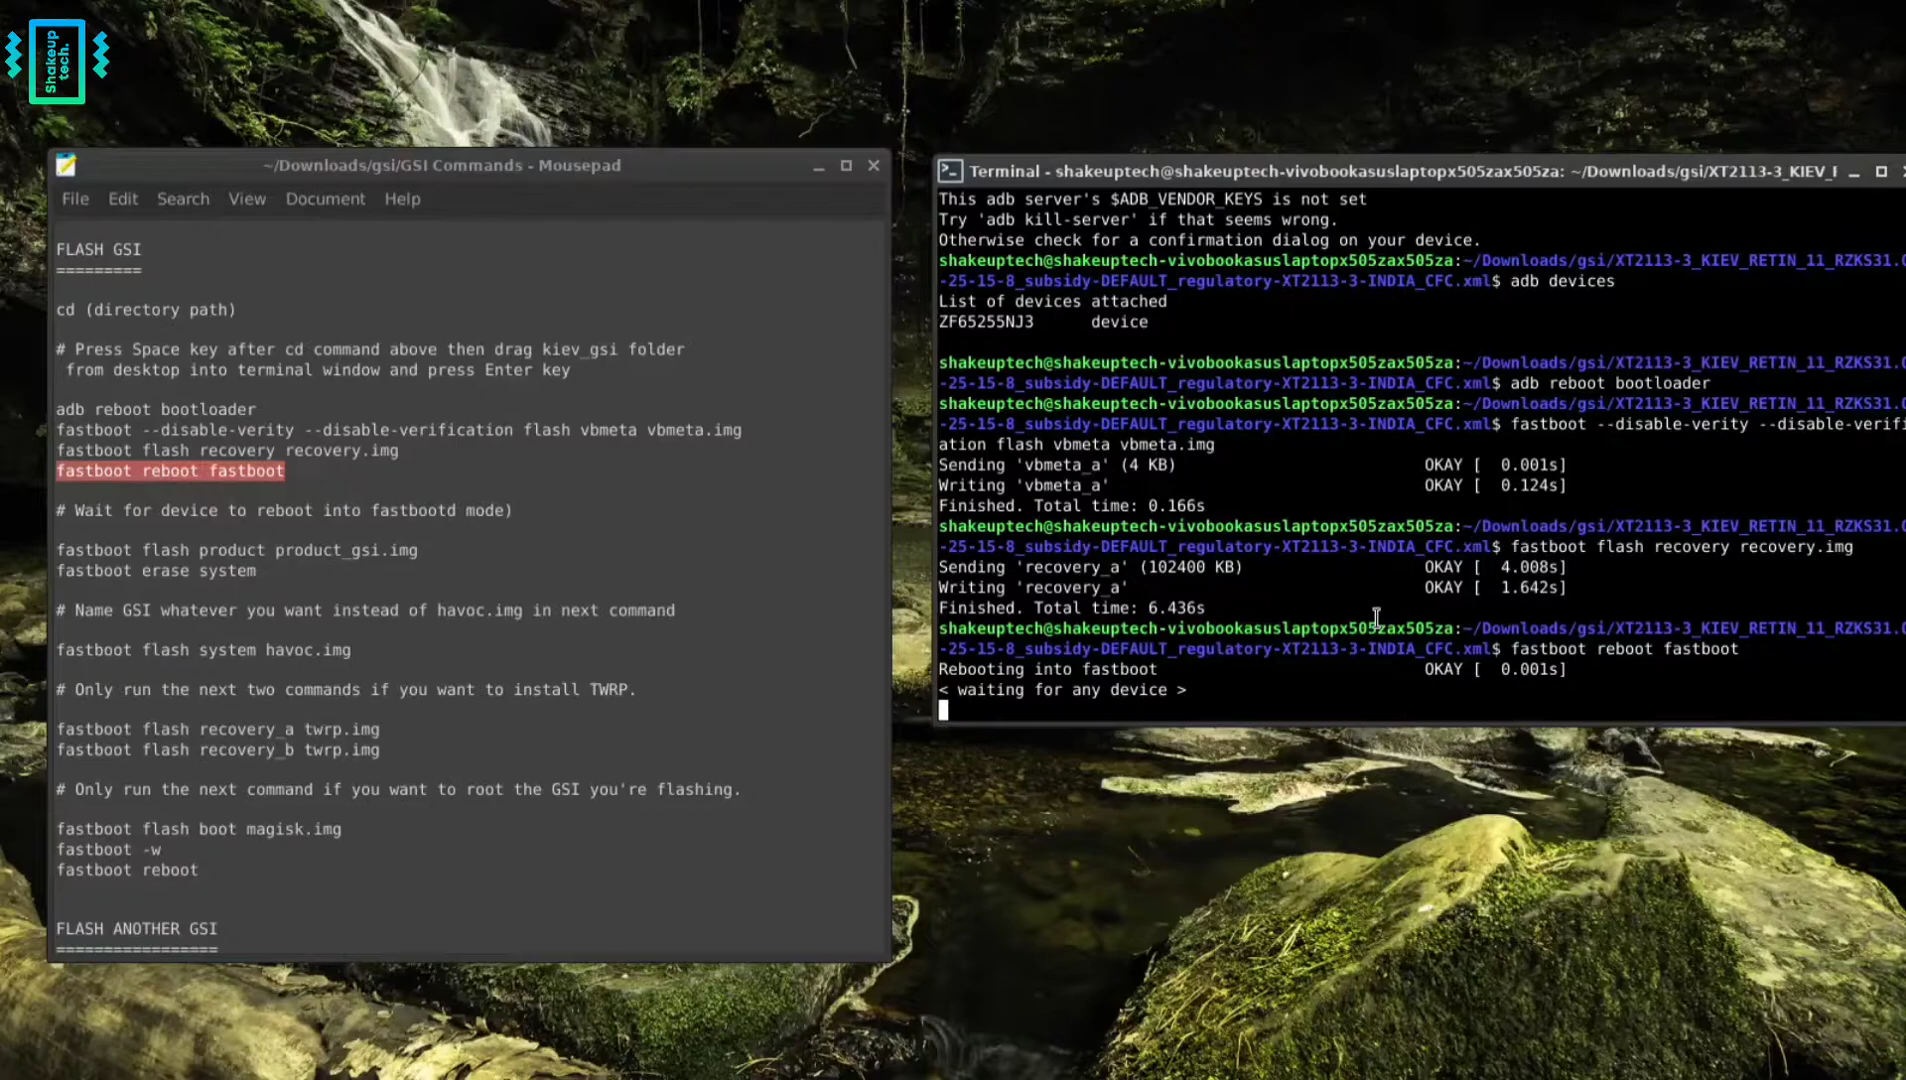 Shakeup
tech.
~/Downloads/gsi/GSI Commands - Mousepad
File Edit Search View Document Help
FLASH GSI
=========
cd (directory path)
# Press Space key after cd command above then drag kiev_gsi folder
from desktop into terminal window and press Enter key
adb reboot bootloader
fastboot --disable-verity --disable-verification flash vbmeta vbmeta.img
fastboot flash recovery recovery.img
fastboot reboot fastboot
# Wait for device to reboot into fastbootd mode)
fastboot flash product product_gsi.img
fastboot erase system
# Name GSI whatever you want instead of havoc.img in next command
fastboot flash system havoc.img
# Only run the next two commands if you want to install TWRP.
fastboot flash recovery_a twrp.img
fastboot flash recovery_b twrp.img
# Only run the next command if you want to root the GSI you're flashing.
fastboot flash boot magisk.img
fastboot -w
fastboot reboot
FLASH ANOTHER GSI
=================
Terminal - shakeuptech@shakeuptech-vivobookasuslaptopx505zax505za: ~/Downloads/gsi/XT2113-3_KIEV_F
This adb server's $ADB_VENDOR_KEYS is not set
Try 'adb kill-server' if that seems wrong.
Otherwise check for a confirmation dialog on your device.
shakeuptech@shakeuptech-vivobookasuslaptopx505zax505za:~/Downloads/gsi/XT2113-3_KIEV_RETIN_11_RZKS31.
-25-15-8_subsidy-DEFAULT_regulatory-XT2113-3-INDIA_CFC.xml$ adb devices
List of devices attached
ZF65255NJ3 device
shakeuptech@shakeuptech-vivobookasuslaptopx505zax505za:~/Downloads/gsi/XT2113-3_KIEV_RETIN_11_RZKS31.
-25-15-8_subsidy-DEFAULT_regulatory-XT2113-3-INDIA_CFC.xml$ adb reboot bootloader
shakeuptech@shakeuptech-vivobookasuslaptopx505zax505za:~/Downloads/gsi/XT2113-3_KIEV_RETIN_11_RZKS31.
-25-15-8_subsidy-DEFAULT_regulatory-XT2113-3-INDIA_CFC.xml$ fastboot --disable-verity --disable-verifi
ation flash vbmeta vbmeta.img
Sending 'vbmeta_a' (4 KB) OKAY [ 0.001s]
Writing 'vbmeta_a' OKAY [ 0.124s]
Finished. Total time: 0.166s
shakeuptech@shakeuptech-vivobookasuslaptopx505zax505za:~/Downloads/gsi/XT2113-3_KIEV_RETIN_11_RZKS31.
-25-15-8_subsidy-DEFAULT_regulatory-XT2113-3-INDIA_CFC.xml$ fastboot flash recovery recovery.img
Sending 'recovery_a' (102400 KB) OKAY [ 4.008s]
Writing 'recovery_a' OKAY [ 1.642s]
Finished. Total time: 6.436s
shakeuptech@shakeuptech-vivobookasuslaptopx505zax505za:~/Downloads/gsi/XT2113-3_KIEV_RETIN_11_RZKS31.
-25-15-8_subsidy-DEFAULT_regulatory-XT2113-3-INDIA_CFC.xml$ fastboot reboot fastboot
Rebooting into fastboot OKAY [ 0.001s]
< waiting for any device >